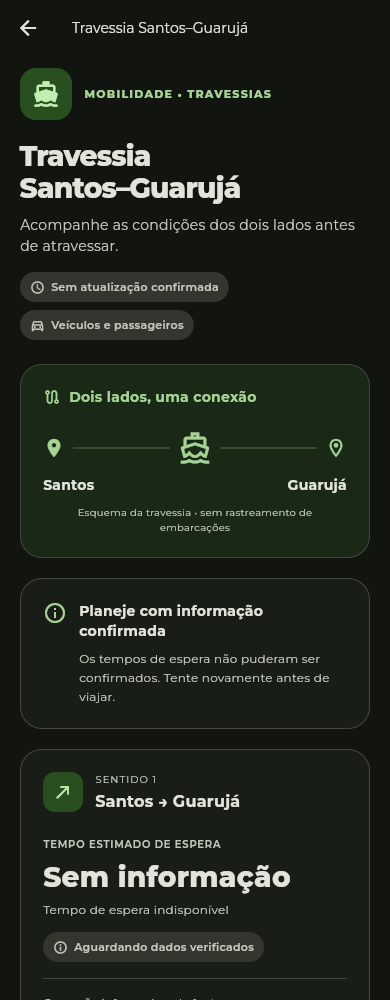 Travessia Santos–Guarujá
MOBILIDADE • TRAVESSIAS
Travessia
Santos–Guarujá
Acompanhe as condições dos dois lados antes
de atravessar.
Sem atualização confirmada
Veículos e passageiros
Dois lados, uma conexão
Santos
Guarujá
Esquema da travessia • sem rastreamento de
embarcações
Planeje com informação
confirmada
Os tempos de espera não puderam ser
confirmados. Tente novamente antes de
viajar.
SENTIDO 1
Santos → Guarujá
TEMPO ESTIMADO DE ESPERA
Sem informação
Tempo de espera indisponível
Aguardando dados verificados